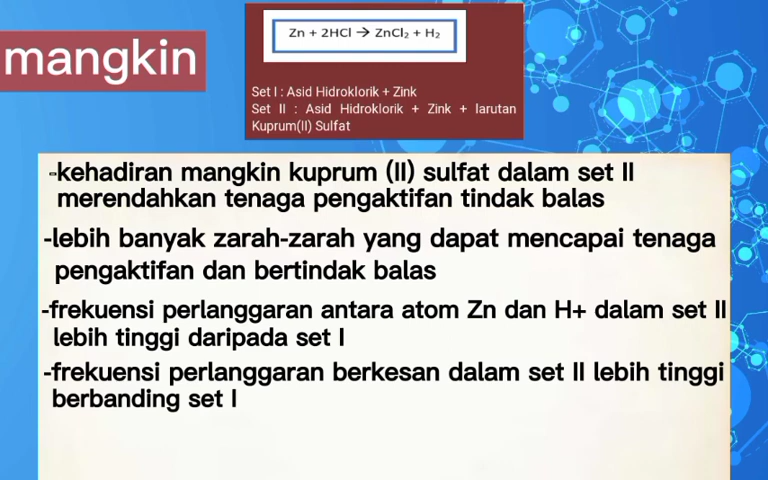 mangkin
Zn + 2HCl → ZnCl₂ + H₂
Set I : Asid Hidroklorik + Zink
Set II : Asid Hidroklorik + Zink + larutan
Kuprum(II) Sulfat
-kehadiran mangkin kuprum (II) sulfat dalam set II
merendahkan tenaga pengaktifan tindak balas
-lebih banyak zarah-zarah yang dapat mencapai tenaga
pengaktifan dan bertindak balas
-frekuensi perlanggaran antara atom Zn dan H+ dalam set II
lebih tinggi daripada set I
-frekuensi perlanggaran berkesan dalam set II lebih tinggi
berbanding set I